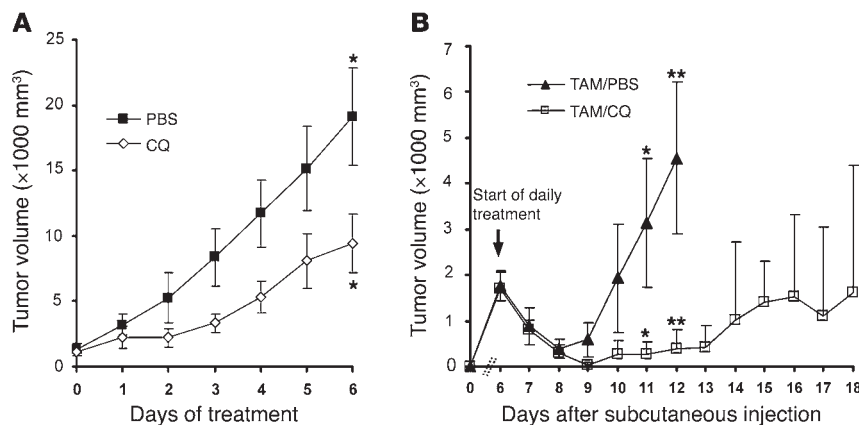 A
Tumor volume (×1000 mm³)
25
20
15
10
5
0
PBS
CQ
*
*
0 1 2 3 4 5 6
Days of treatment
B
Tumor volume (×1000 mm³)
7
6
5
4
3
2
1
0
TAM/PBS
TAM/CQ
Start of daily
treatment
*
**
*
**
0 6 7 8 9 10 11 12 13 14 15 16 17 18
Days after subcutaneous injection